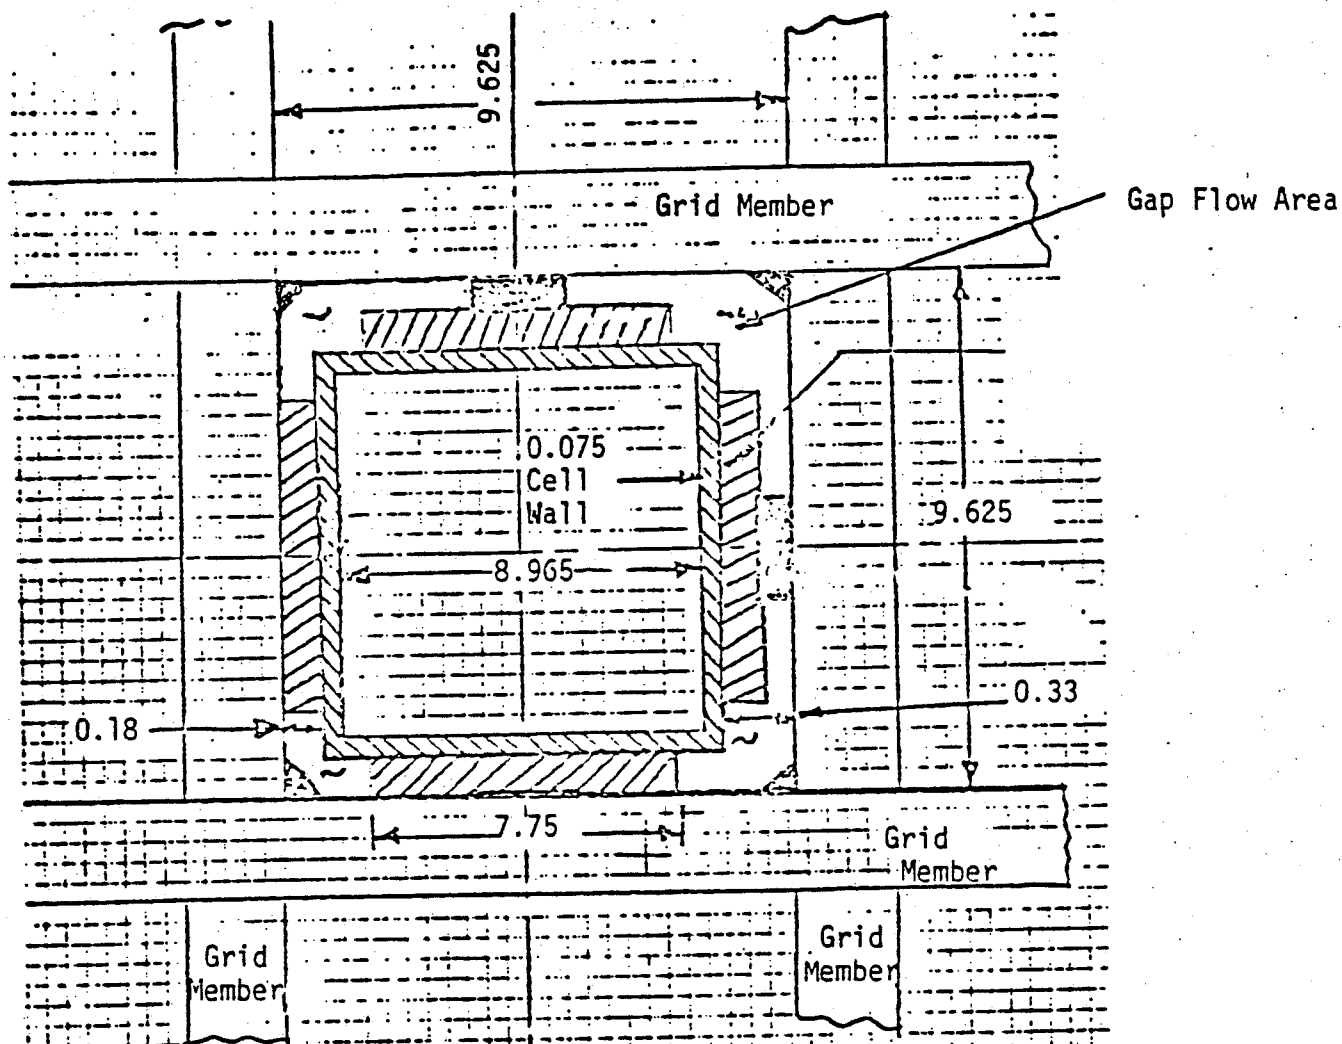 9.625
Grid Member
Gap Flow Area
0.075
Cell
Wall
9.625
8.965
0.33
0.18
7.75
Grid
Member
Grid
Member
Grid
Member